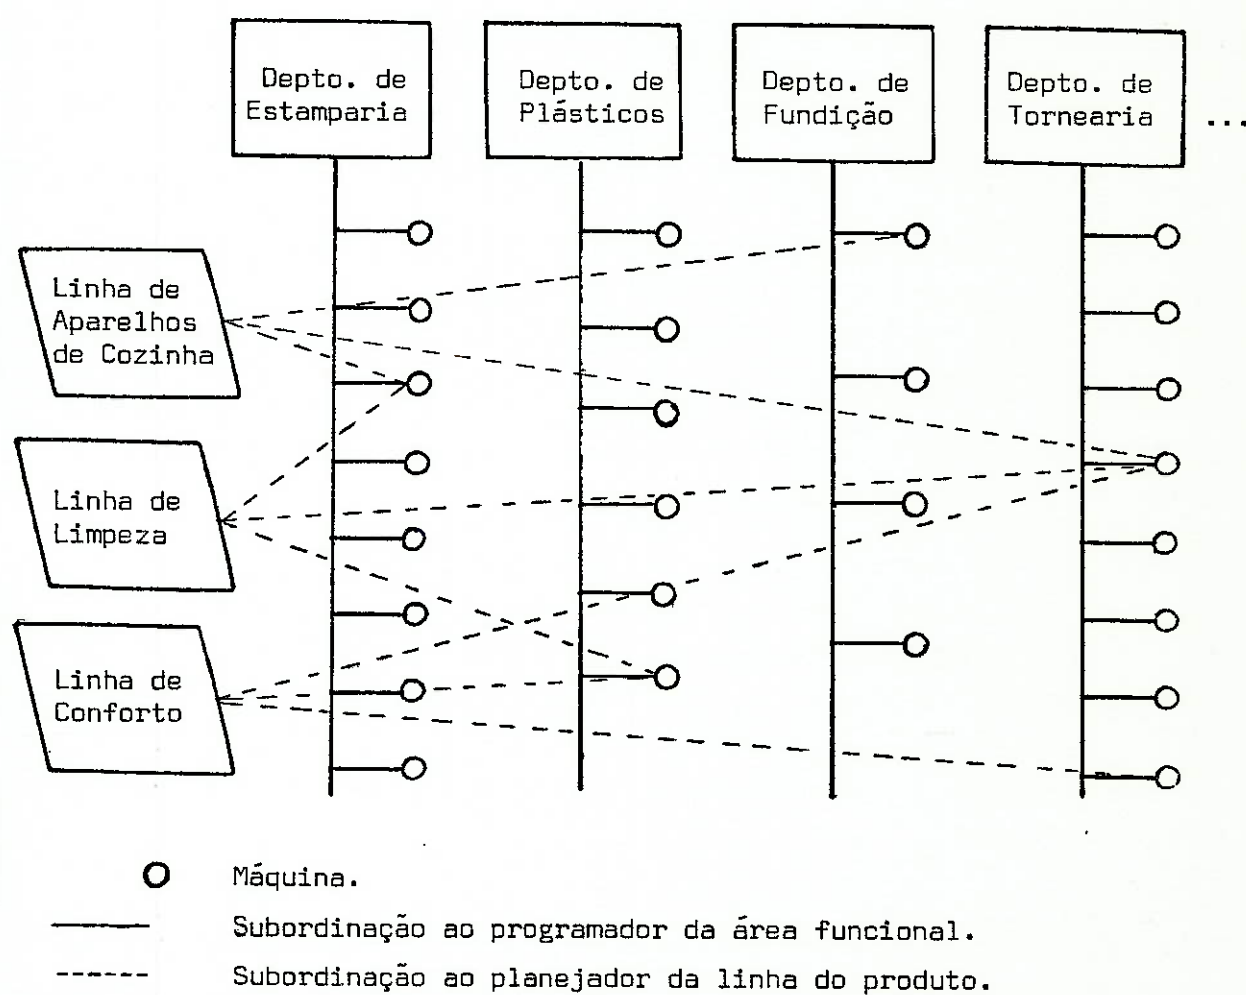 Depto. de
Estamparia
Depto. de
Plásticos
Depto. de
Fundição
Depto. de
Tornearia
...
Linha de
Aparelhos
de Cozinha
Linha de
Limpeza
Linha de
Conforto
Máquina.
Subordinação ao programador da área funcional.
Subordinação ao planejador da linha do produto.